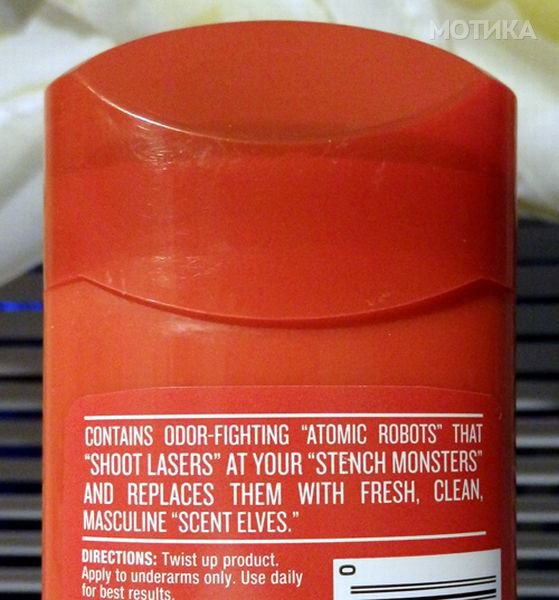 МОТИКА
CONTAINS ODOR-FIGHTING “ATOMIC ROBOTS” THAT
“SHOOT LASERS” AT YOUR “STENCH MONSTERS”
AND REPLACES THEM WITH FRESH, CLEAN,
MASCULINE “SCENT ELVES.”
DIRECTIONS: Twist up product.
Apply to underarms only. Use daily
for best results.
0